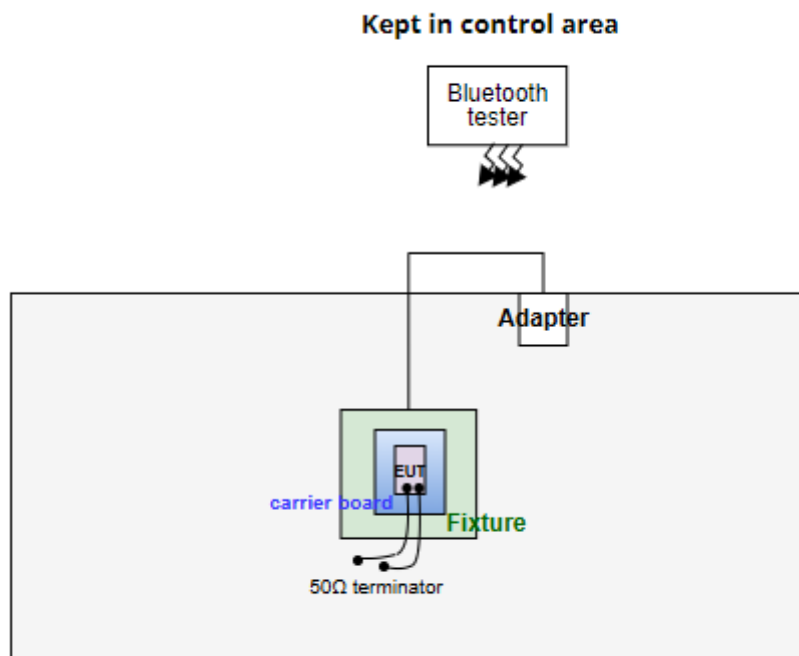 Kept in control area
Bluetooth
tester
Adapter
EUT
carrier board
Fixture
50Ω terminator